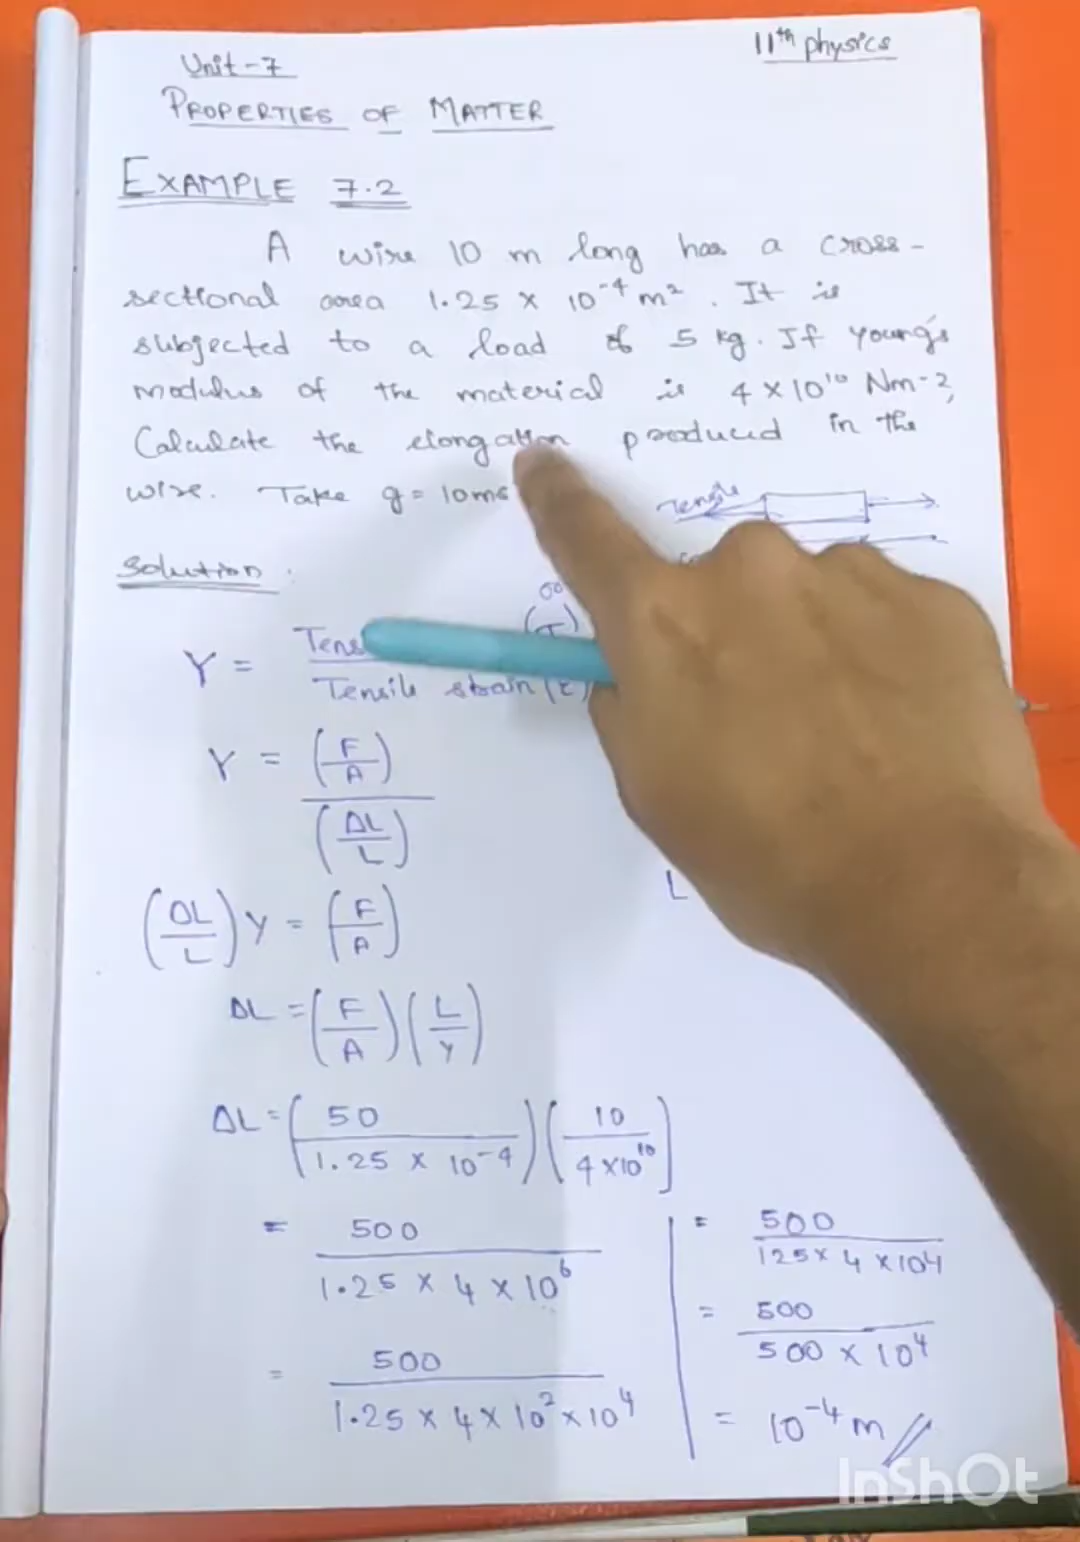 11th physics
Unit-7
PROPERTIES OF MATTER
EXAMPLE 7.2
A wire 10 m long has a cross-
sectional area 1.25 × 10⁻⁴ m². It is
subjected to a load of 5 kg. If young's
modulus of the material is 4 × 10¹⁰ Nm-2,
Calculate the elongation produced in the
wire. Take g = 10ms
Tensile
Solution.
Y = Tens / Tensile strain (ε)
Y = (F/A) / (ΔL/L)
L
(ΔL/L) Y = (F/A)
ΔL = (F/A) (L/Y)
ΔL = (50 / 1.25 × 10⁻⁴) (10 / 4×10¹⁰)
= 500 / 1.25 × 4 × 10⁶
= 500 / 1.25 × 4 × 10² × 10⁴
= 500 / 125 × 4 × 10⁴
= 500 / 500 × 10⁴
= 10⁻⁴ m
InShOt